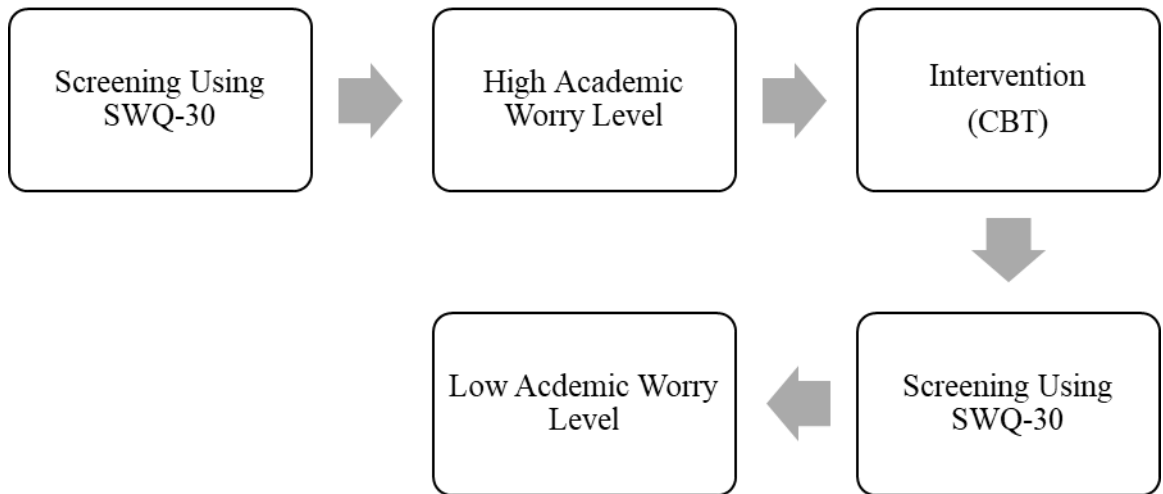 Screening Using
SWQ-30
High Academic
Worry Level
Intervention
(CBT)
Screening Using
SWQ-30
Low Acdemic Worry
Level